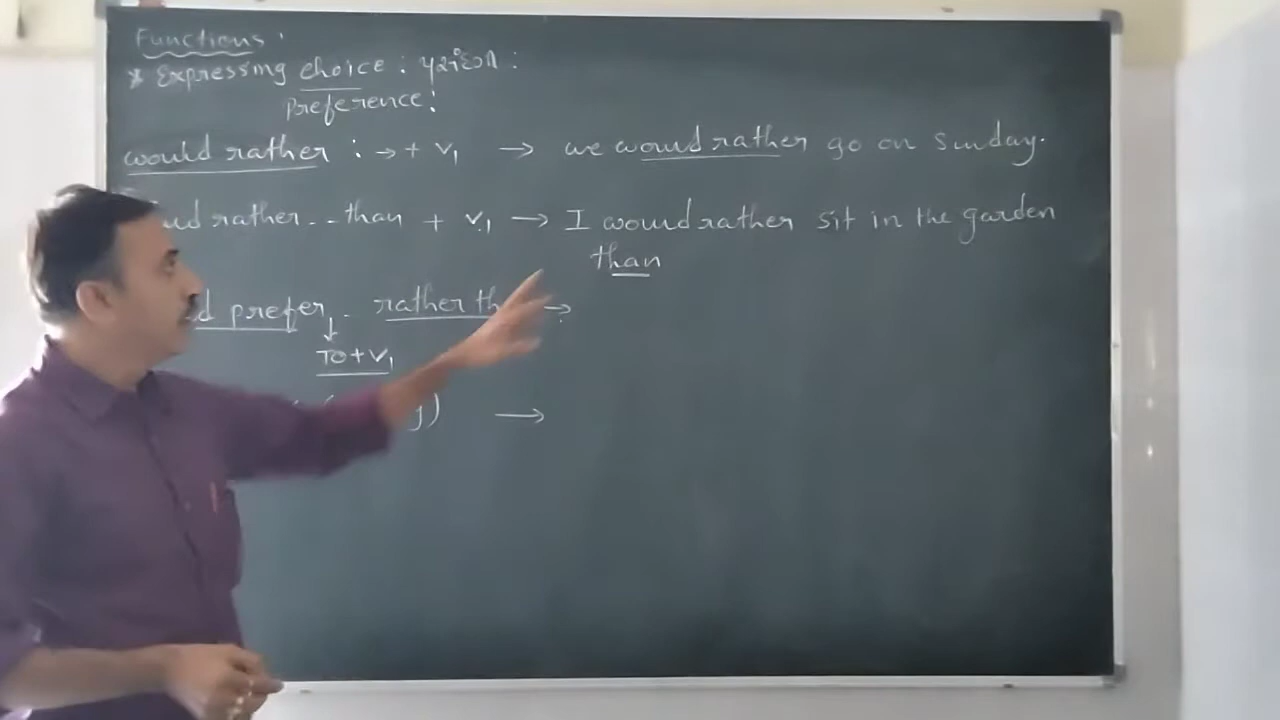 Functions:
* Expressing choice: પસંદગી:
preference:
would rather : → + V1 → we would rather go on Sunday.
rather.. than + V1 → I would rather sit in the garden
than
prefer.. rather →
↓
TO + V1
→